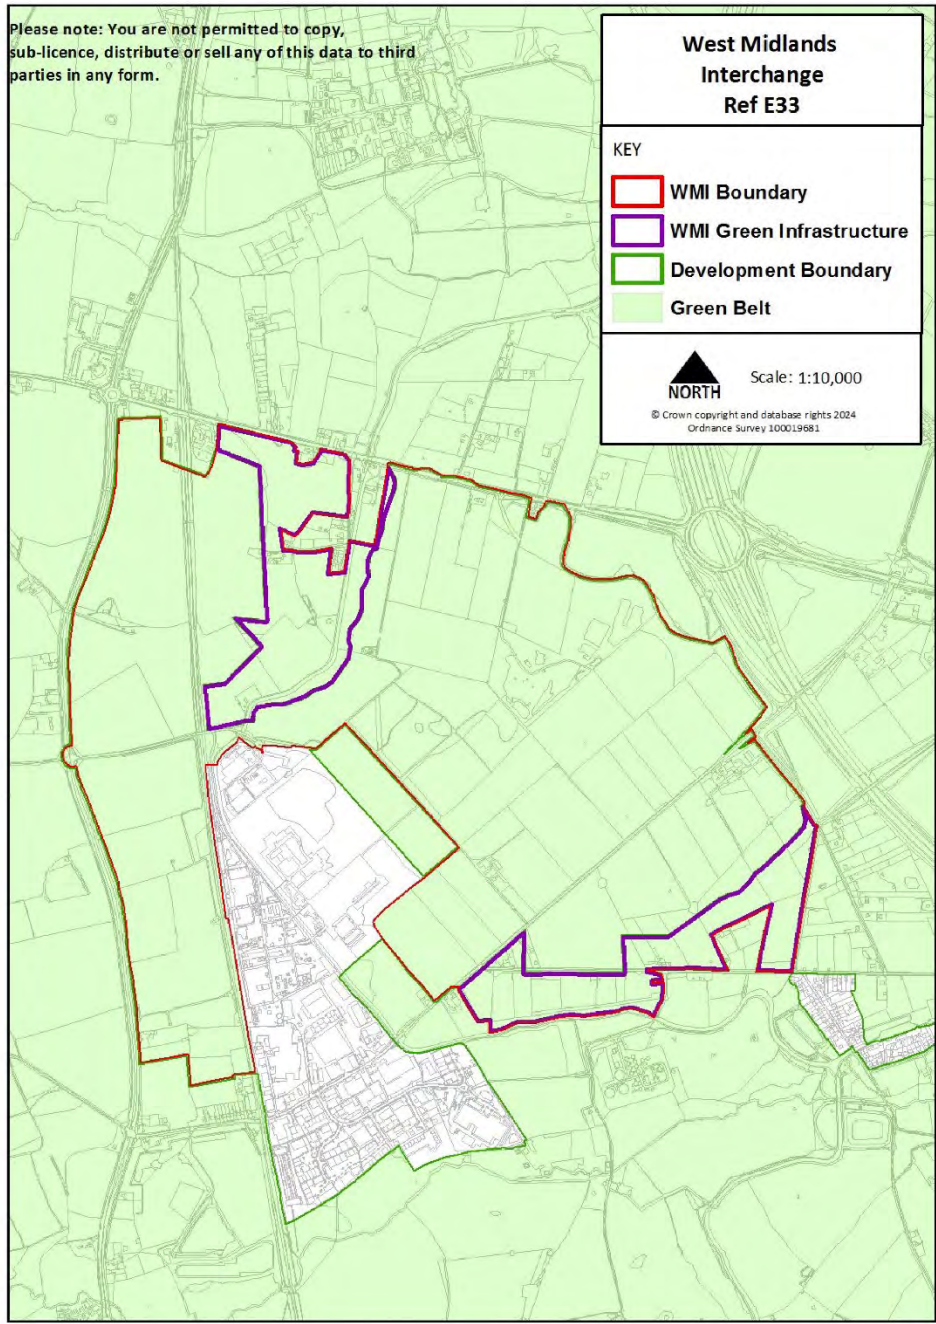 Please note: You are not permitted to copy,
sub-licence, distribute or sell any of this data to third
parties in any form.
West Midlands
Interchange
Ref E33
KEY
WMI Boundary
WMI Green Infrastructure
Development Boundary
Green Belt
NORTH
Scale: 1:10,000
© Crown copyright and database rights 2024
Ordnance Survey 100019681